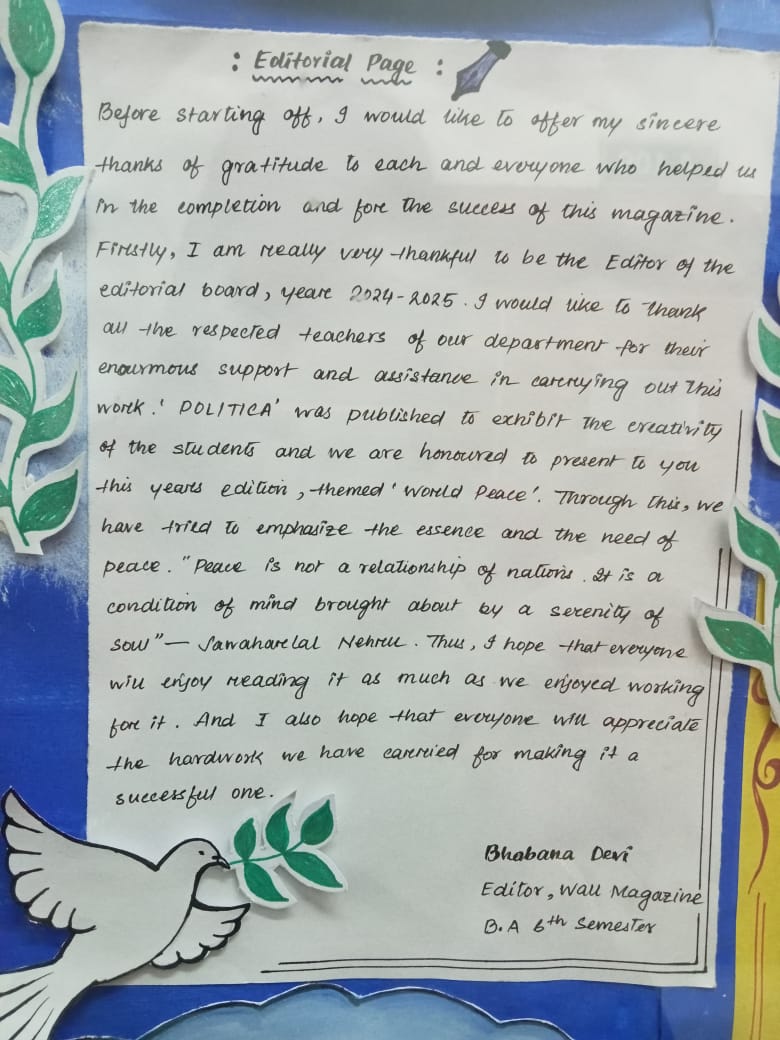 : Editorial Page :
Before starting off, I would like to offer my sincere
thanks of gratitude to each and everyone who helped us
in the completion and for the success of this magazine.
Firstly, I am really very thankful to be the Editor of the
editorial board, year 2024-2025. I would like to thank
all the respected teachers of our department for their
enourmous support and assistance in carrying out this
work. 'POLITICA' was published to exhibit the creativity
of the students and we are honoured to present to you
this years edition, themed 'World Peace'. Through this, we
have tried to emphasize the essence and the need of
peace. "Peace is not a relationship of nations. It is a
condition of mind brought about by a serenity of
soul" — Jawaharlal Nehru. Thus, I hope that everyone
will enjoy reading it as much as we enjoyed working
for it. And I also hope that everyone will appreciate
the hardwork we have carried for making it a
successful one.
Bhabana Devi
Editor, Wall Magazine
B.A 6th Semester